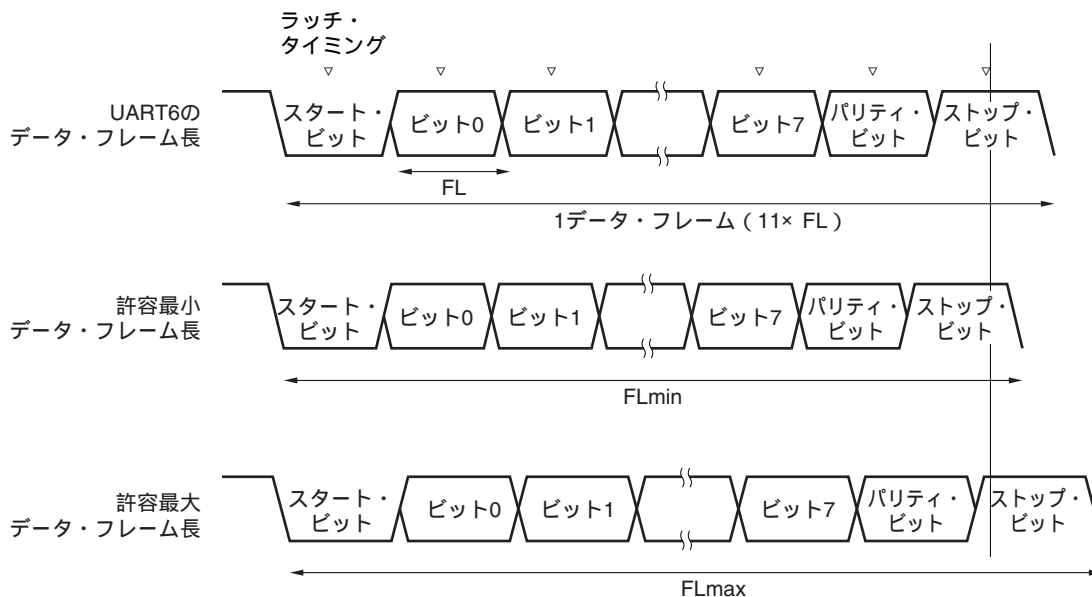 ラッチ・
タイミング
UART6の
データ・フレーム長
スタート・
ビット
ビット0
ビット1
ビット7
パリティ・
ビット
ストップ・
ビット
FL
1データ・フレーム（11× FL）
許容最小
データ・フレーム長
スタート・
ビット
ビット0
ビット1
ビット7
パリティ・
ビット
ストップ・
ビット
FLmin
許容最大
データ・フレーム長
スタート・
ビット
ビット0
ビット1
ビット7
パリティ・
ビット
ストップ・
ビット
FLmax